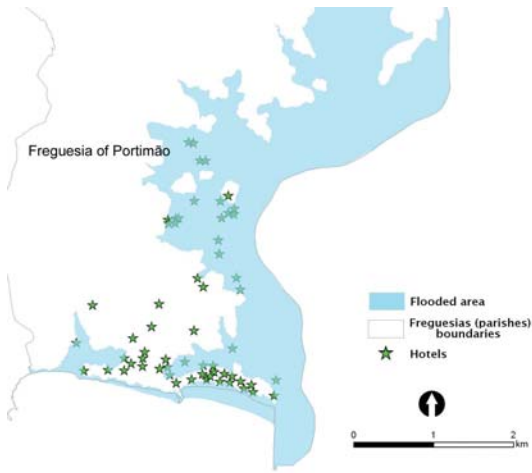 Freguesia of Portimão
Flooded area
Freguesias (parishes)
boundaries
Hotels
0 1 2
km